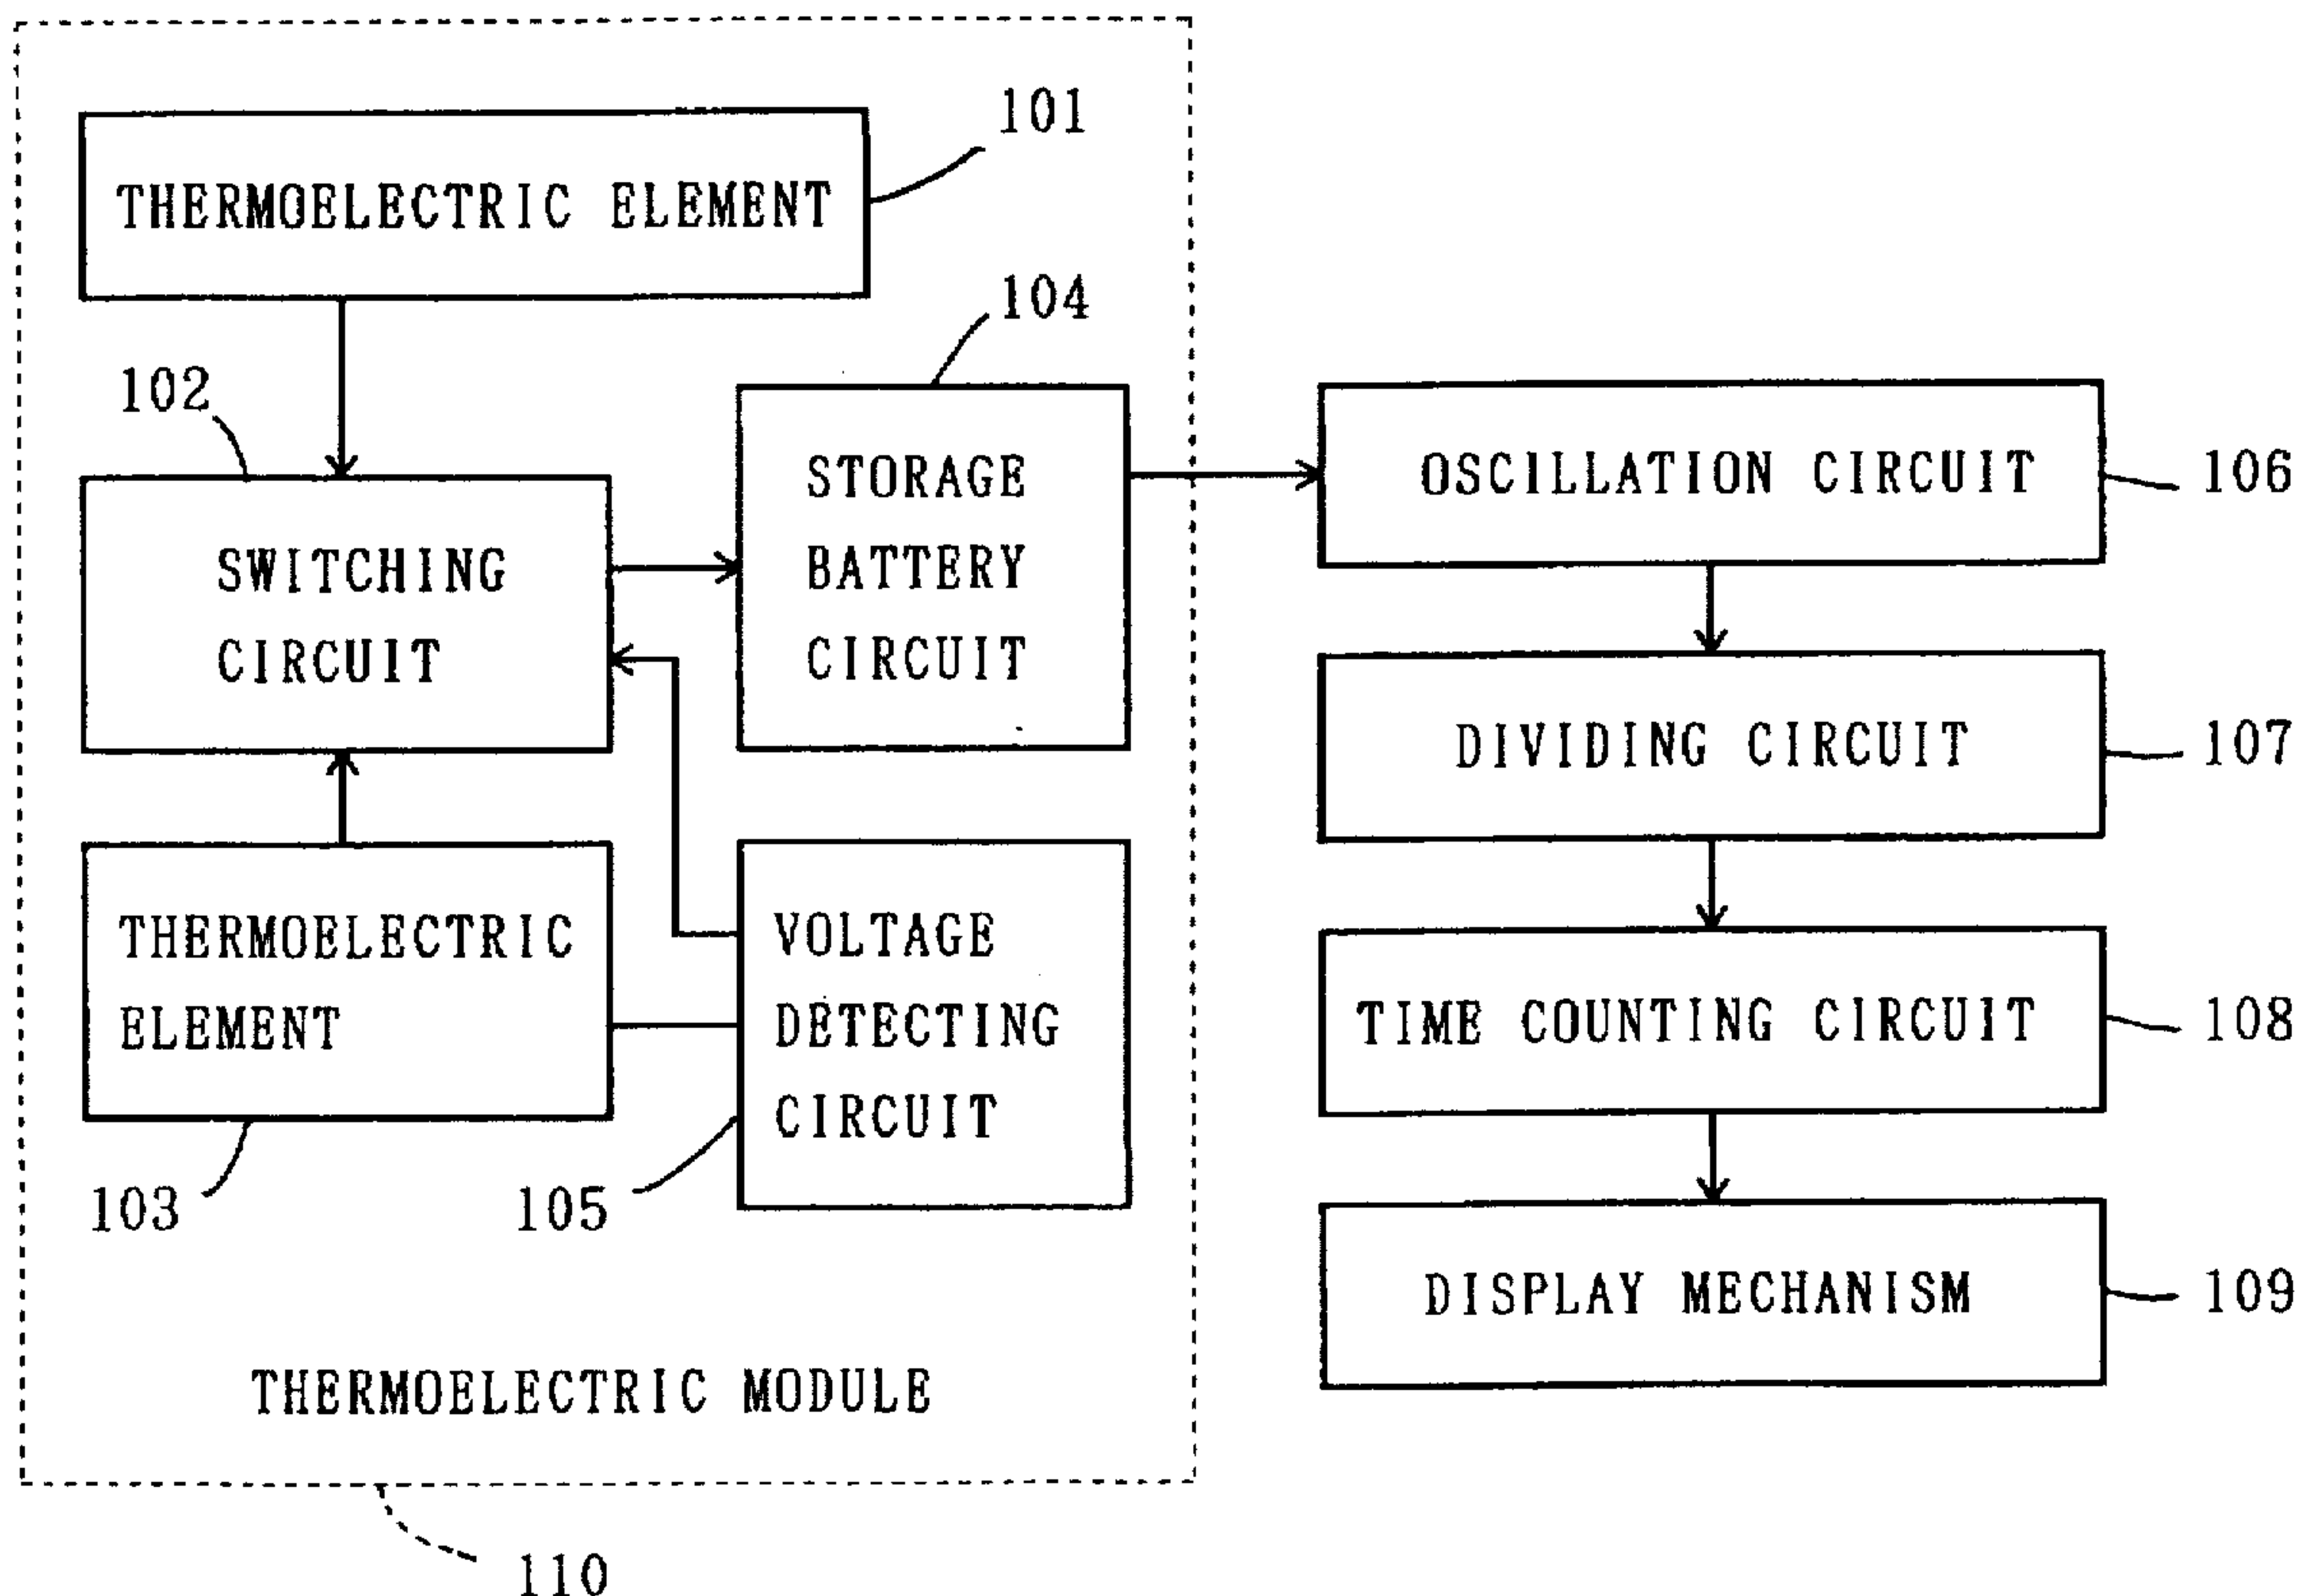 101
THERMOELECTRIC ELEMENT
104
102
STORAGE
BATTERY
CIRCUIT
SWITCHING
CIRCUIT
OSCILLATION CIRCUIT
106
DIVIDING CIRCUIT
107
THERMOELECTRIC
ELEMENT
VOLTAGE
DETECTING
CIRCUIT
TIME COUNTING CIRCUIT
108
103
105
DISPLAY MECHANISM
109
THERMOELECTRIC MODULE
110